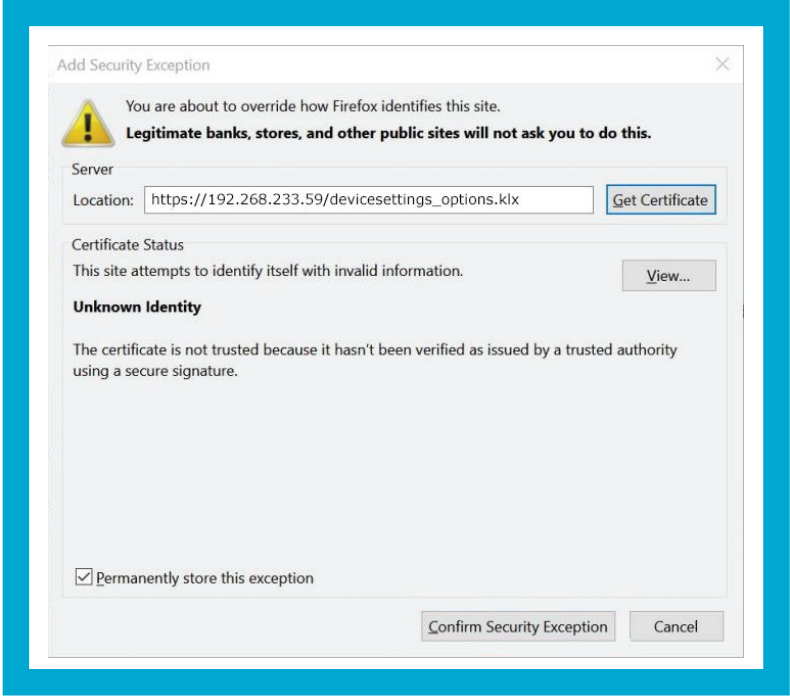 Add Security Exception
You are about to override how Firefox identifies this site.
Legitimate banks, stores, and other public sites will not ask you to do this.
Server
Location: https://192.268.233.59/devicesettings_options.klx Get Certificate
Certificate Status
This site attempts to identify itself with invalid information. View...
Unknown Identity
The certificate is not trusted because it hasn't been verified as issued by a trusted authority
using a secure signature.
Permanently store this exception
Confirm Security Exception Cancel